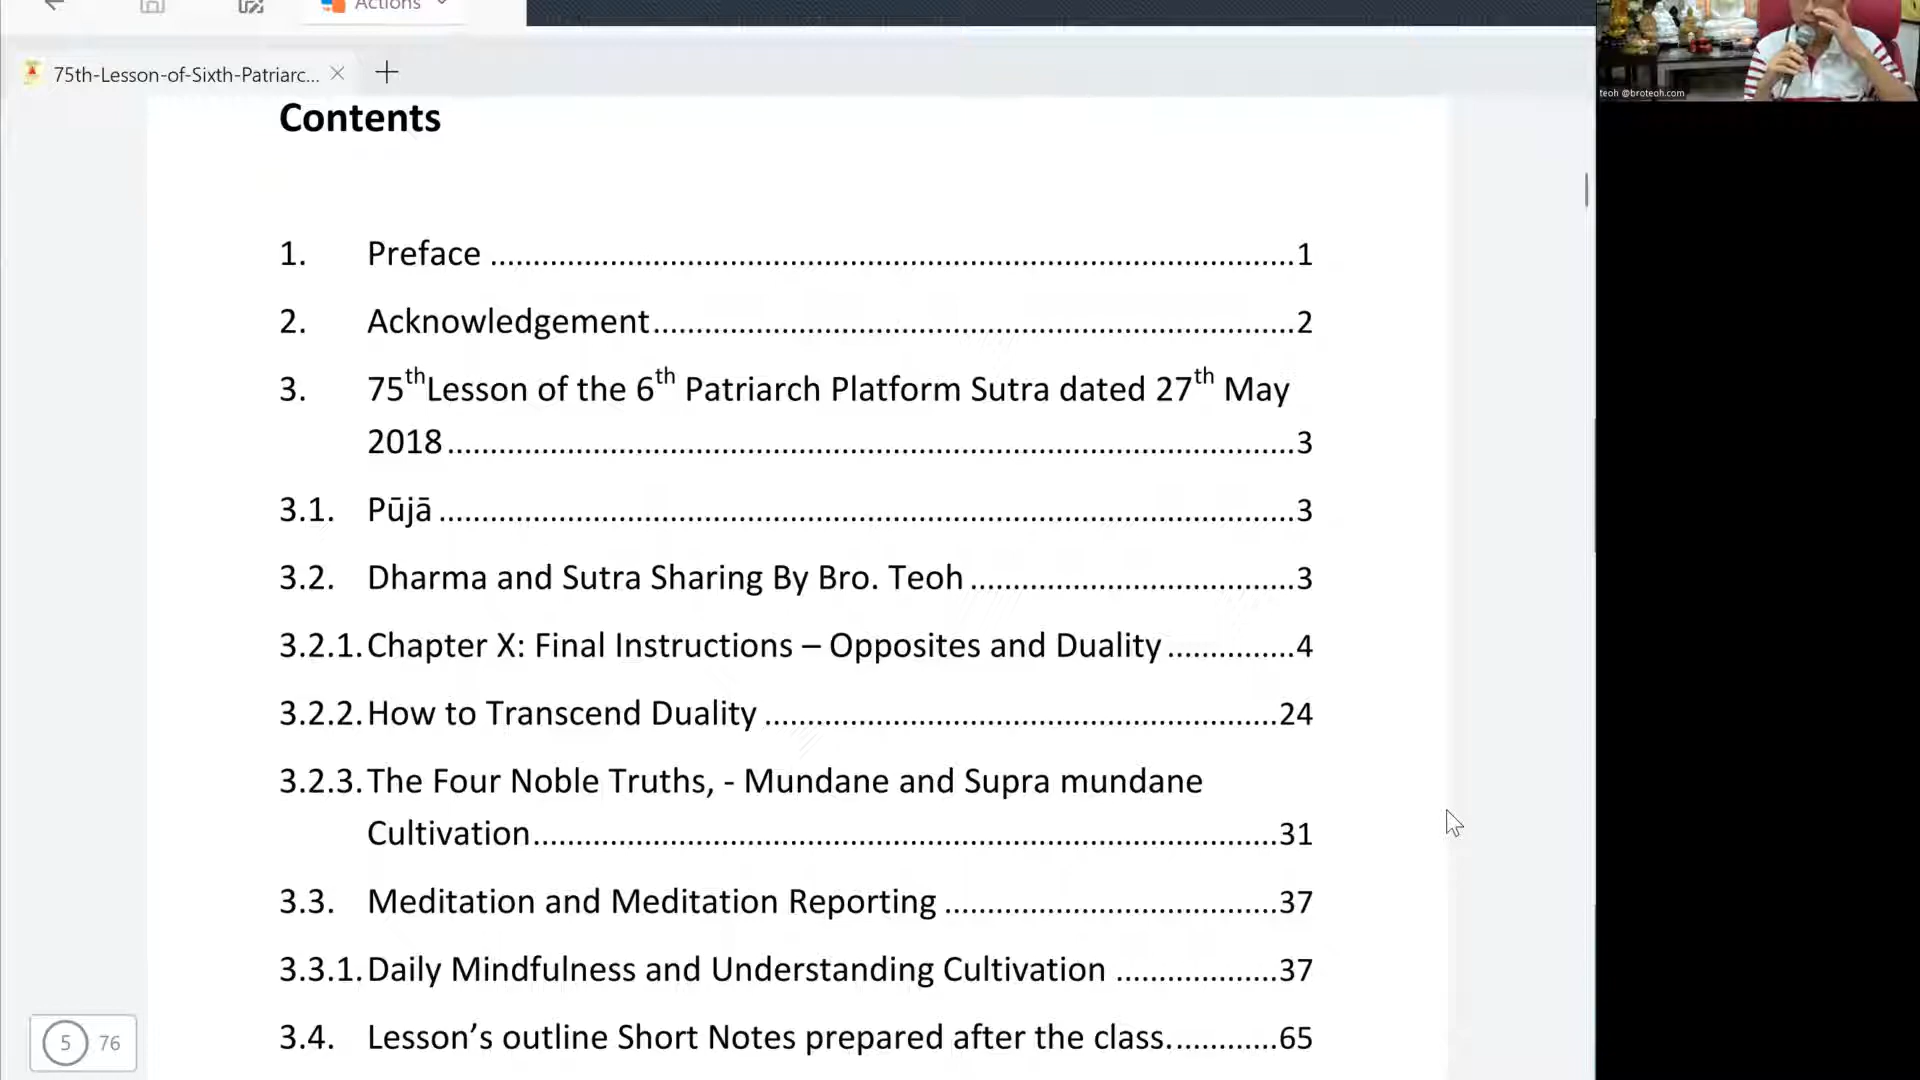 Actions
75th-Lesson-of-Sixth-Patriarc...
teoh @broteoh.com
Contents
1. Preface ........ 1
2. Acknowledgement ........ 2
3. 75th Lesson of the 6th Patriarch Platform Sutra dated 27th May
2018 ........ 3
3.1. Pūjā ........ 3
3.2. Dharma and Sutra Sharing By Bro. Teoh ........ 3
3.2.1. Chapter X: Final Instructions – Opposites and Duality ........ 4
3.2.2. How to Transcend Duality ........ 24
3.2.3. The Four Noble Truths, - Mundane and Supra mundane
Cultivation ........ 31
3.3. Meditation and Meditation Reporting ........ 37
3.3.1. Daily Mindfulness and Understanding Cultivation ........ 37
3.4. Lesson’s outline Short Notes prepared after the class. ........ 65
5 76